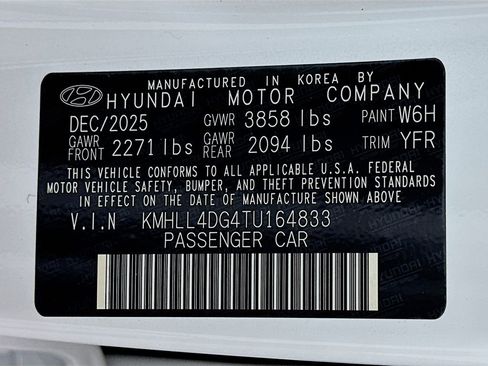 MANUFACTURED IN KOREA BY
HYUNDAI MOTOR COMPANY
DEC/2025 GVWR 3858 lbs PAINT W6H
GAWR FRONT 2271 lbs GAWR REAR 2094 lbs TRIM YFR
THIS VEHICLE CONFORMS TO ALL APPLICABLE U.S.A. FEDERAL
MOTOR VEHICLE SAFETY, BUMPER, AND THEFT PREVENTION STANDARDS
IN EFFECT ON THE DATE OF MANUFACTURE SHOWN ABOVE
V.I.N KMHLL4DG4TU164833
PASSENGER CAR